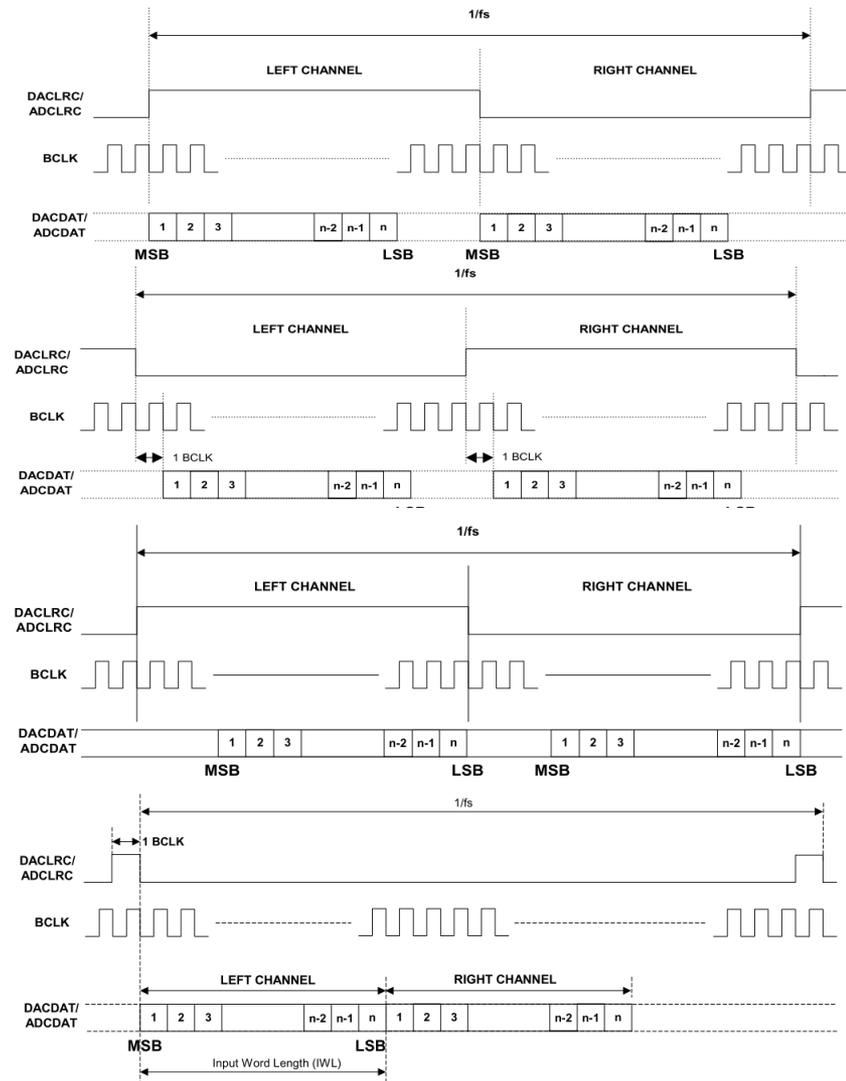 1/fs
LEFT CHANNEL RIGHT CHANNEL
DACLRC/
ADCLRC
BCLK
DACDAT/
ADCDAT
1 2 3 n-2 n-1 n 1 2 3 n-2 n-1 n
MSB LSB MSB LSB
1/fs
LEFT CHANNEL RIGHT CHANNEL
DACLRC/
ADCLRC
BCLK
1 BCLK 1 BCLK
DACDAT/
ADCDAT
1 2 3 n-2 n-1 n 1 2 3 n-2 n-1 n
1/fs
LEFT CHANNEL RIGHT CHANNEL
DACLRC/
ADCLRC
BCLK
DACDAT/
ADCDAT
1 2 3 n-2 n-1 n 1 2 3 n-2 n-1 n
MSB LSB MSB LSB
1/fs
1 BCLK
DACLRC/
ADCLRC
BCLK
LEFT CHANNEL RIGHT CHANNEL
DACDAT/
ADCDAT
1 2 3 n-2 n-1 n 1 2 3 n-2 n-1 n
MSB LSB
Input Word Length (IWL)